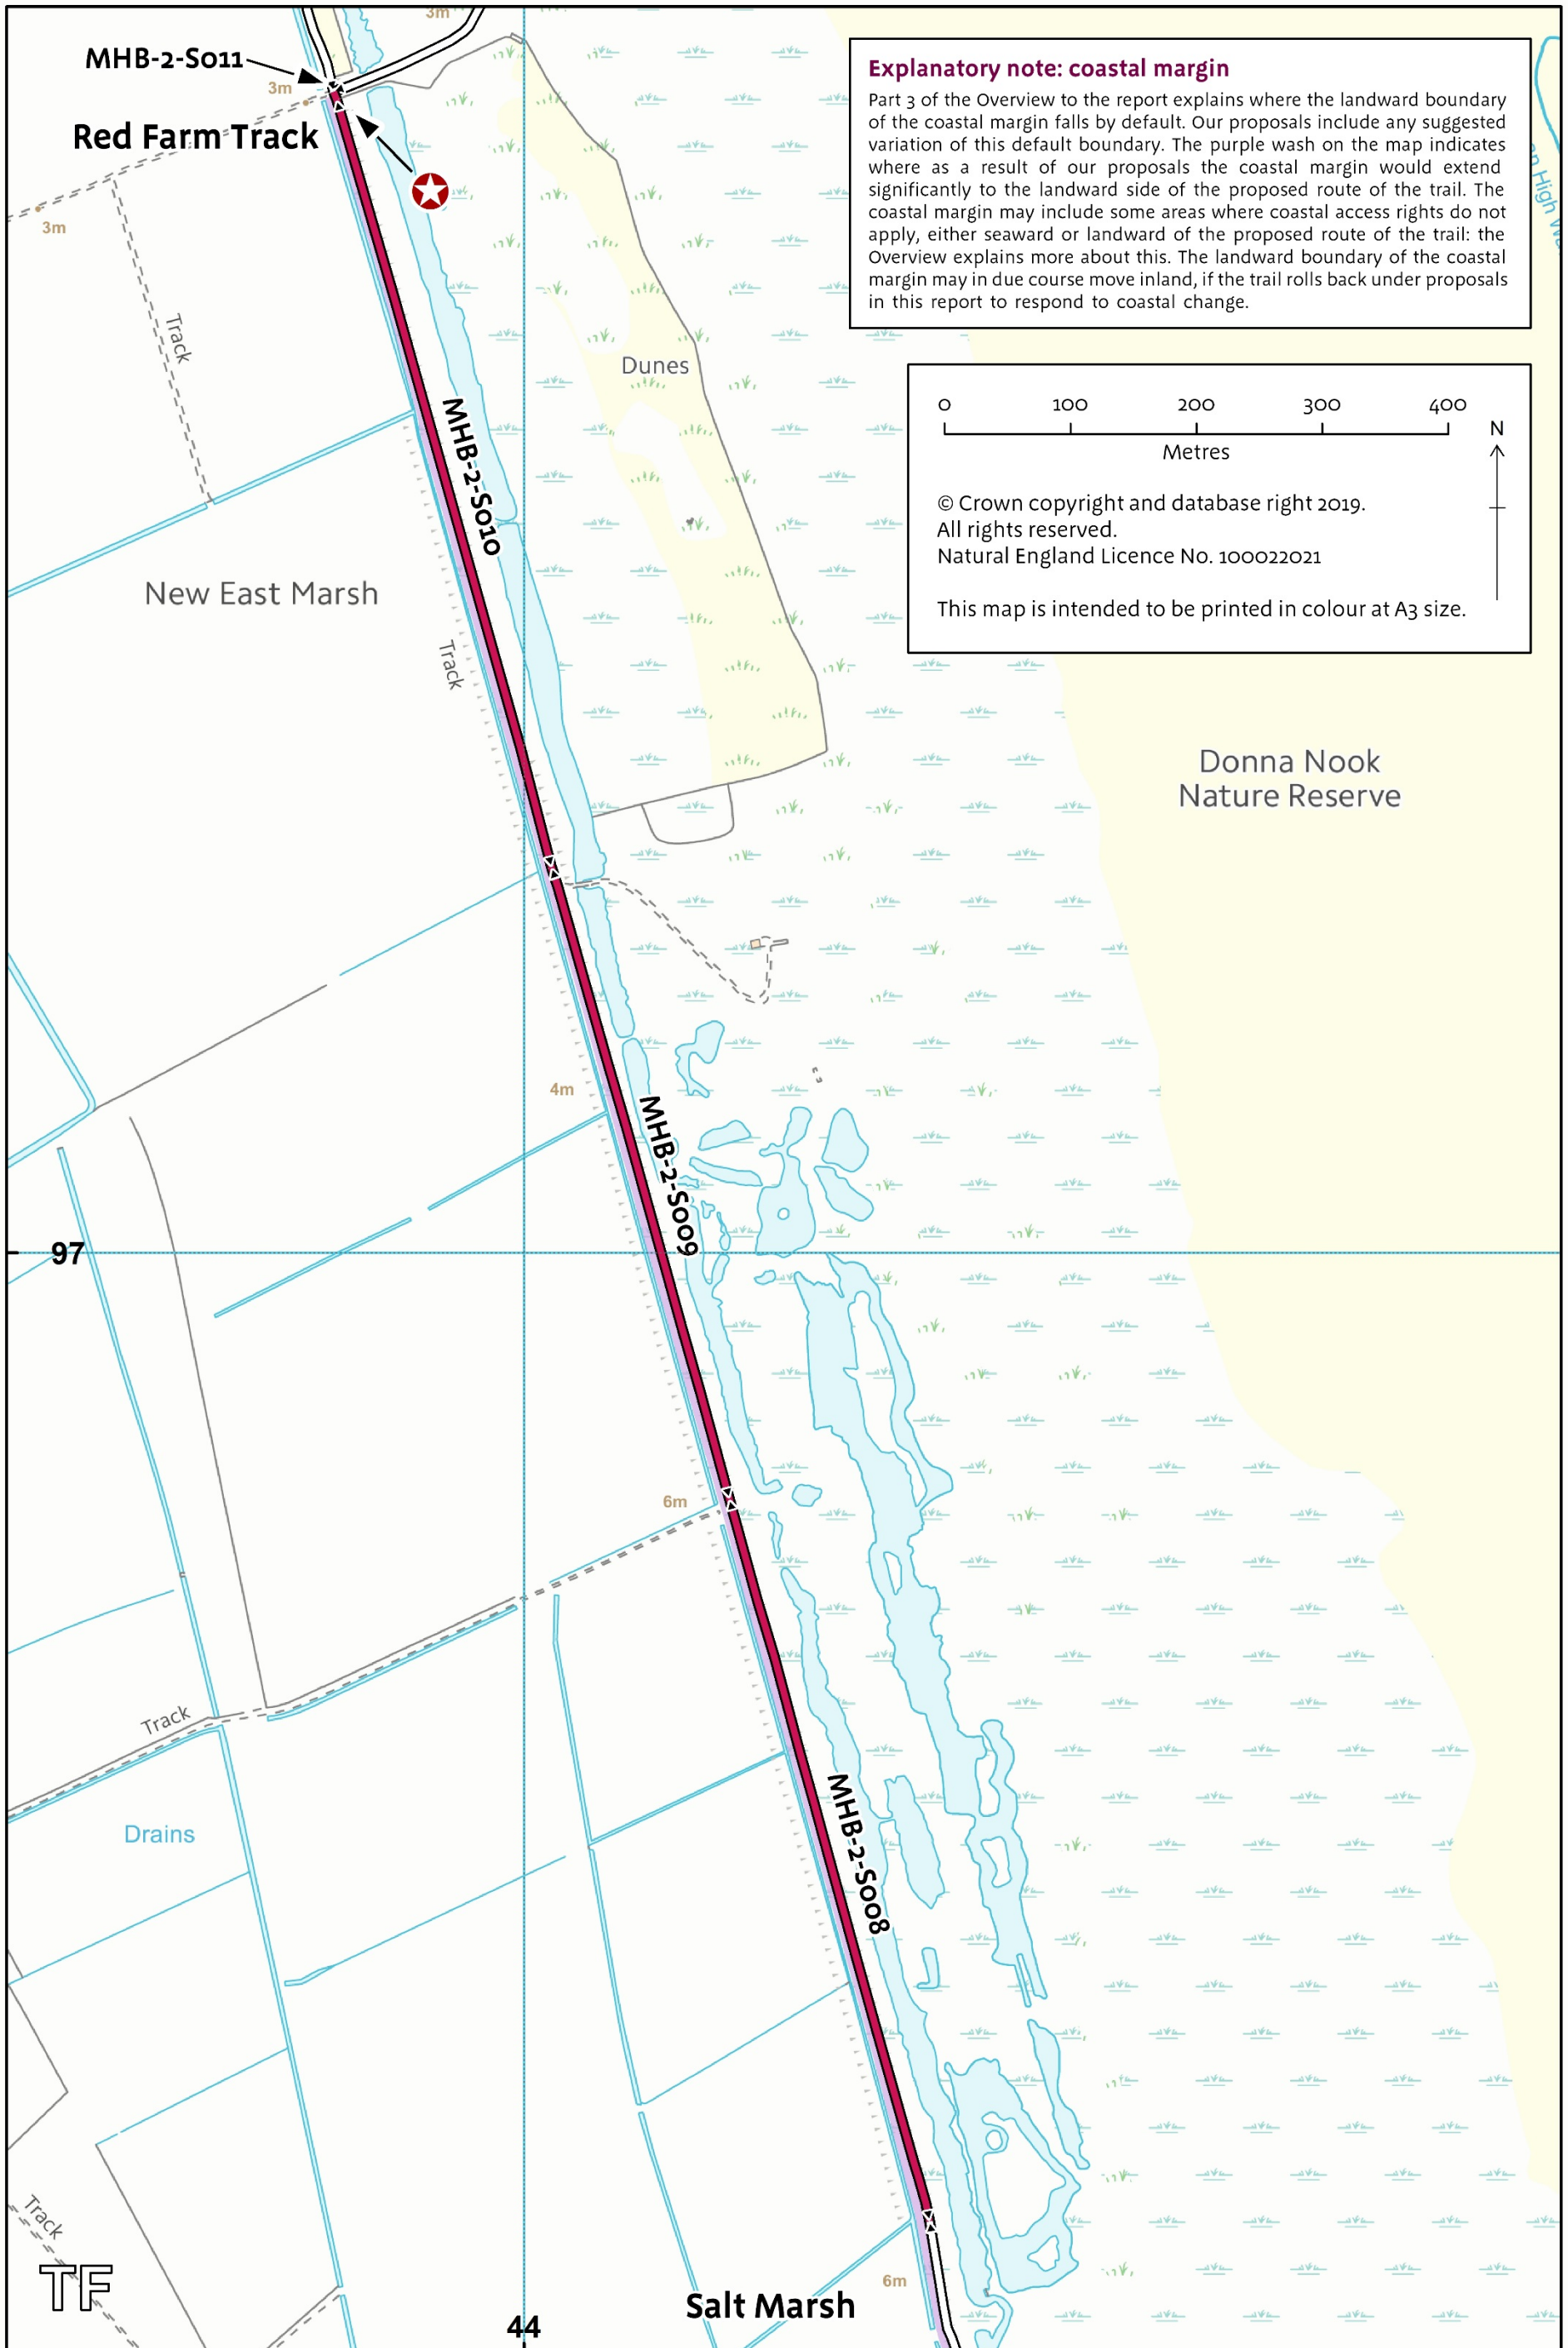 3m
MHB-2-S011
3m
Red Farm Track
3m
Explanatory note: coastal margin
Part 3 of the Overview to the report explains where the landward boundary
of the coastal margin falls by default. Our proposals include any suggested
variation of this default boundary. The purple wash on the map indicates
where as a result of our proposals the coastal margin would extend
significantly to the landward side of the proposed route of the trail. The
coastal margin may include some areas where coastal access rights do not
apply, either seaward or landward of the proposed route of the trail: the
Overview explains more about this. The landward boundary of the coastal
margin may in due course move inland, if the trail rolls back under proposals
in this report to respond to coastal change.
High
Track
Dunes
0 100 200 300 400
Metres
N
© Crown copyright and database right 2019.
All rights reserved.
Natural England Licence No. 100022021
This map is intended to be printed in colour at A3 size.
MHB-2-S010
New East Marsh
Track
Donna Nook
Nature Reserve
4m
MHB-2-S009
97
6m
Track
Drains
MHB-2-S008
Track
TF
6m
Salt Marsh
44